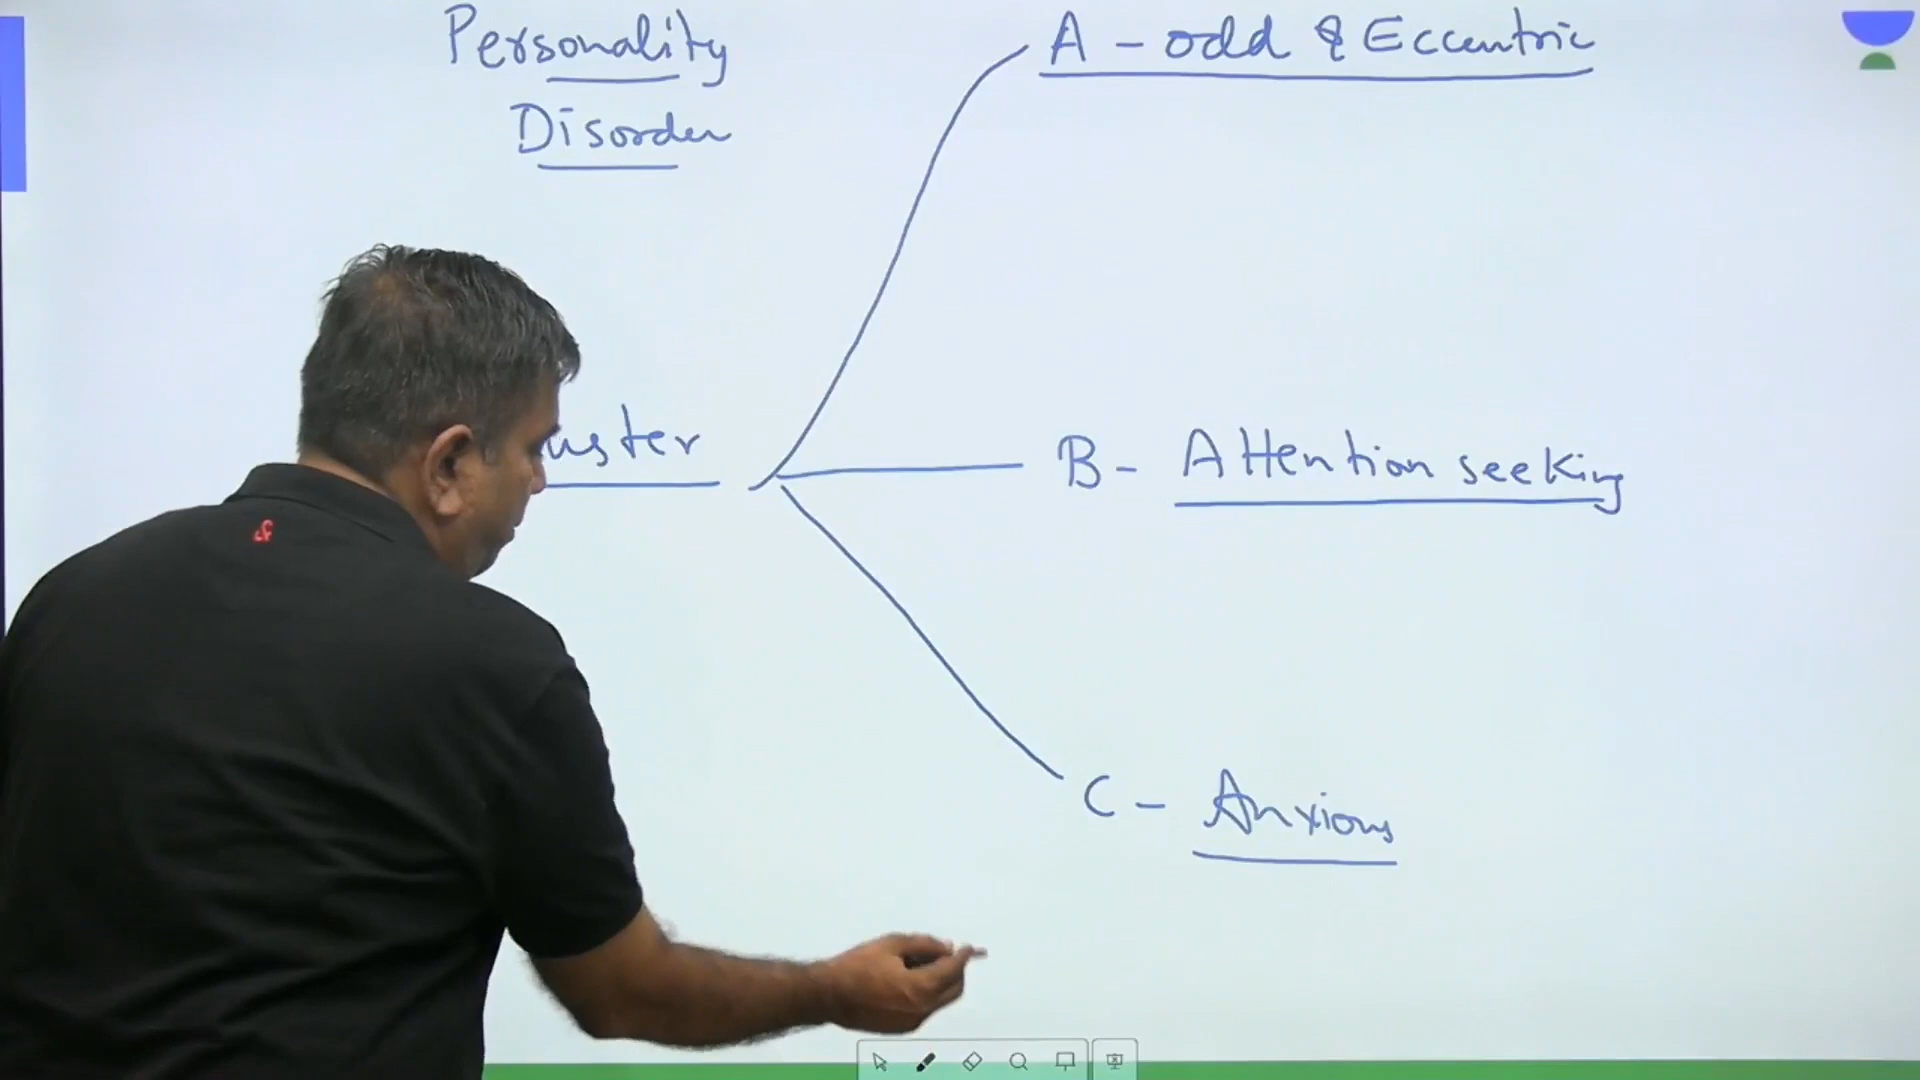 Personality
Disorder
A - odd & Eccentric
uster
B - Attention seeking
C - Anxious